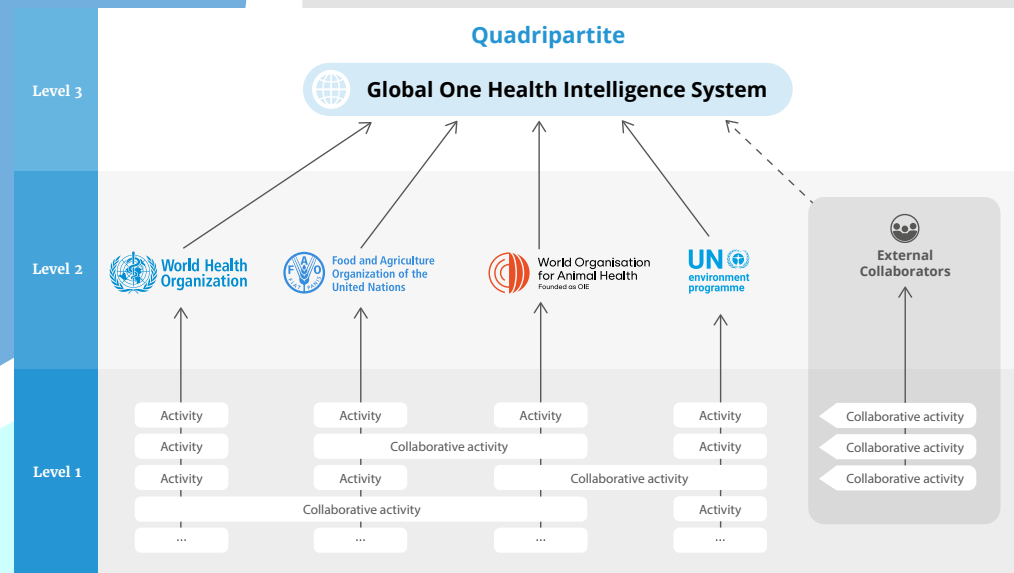 Quadripartite
Level 3
Global One Health Intelligence System
Level 2
World Health
Organization
F A O
FIAT PANIS
Food and Agriculture
Organization of the
United Nations
World Organisation
for Animal Health
Founded as OIE
UN
environment
programme
External
Collaborators
Level 1
Activity
Activity
Activity
Activity
Collaborative activity
Activity
Collaborative activity
Activity
Collaborative activity
Activity
Activity
Collaborative activity
Collaborative activity
Collaborative activity
Activity
...
...
...
...